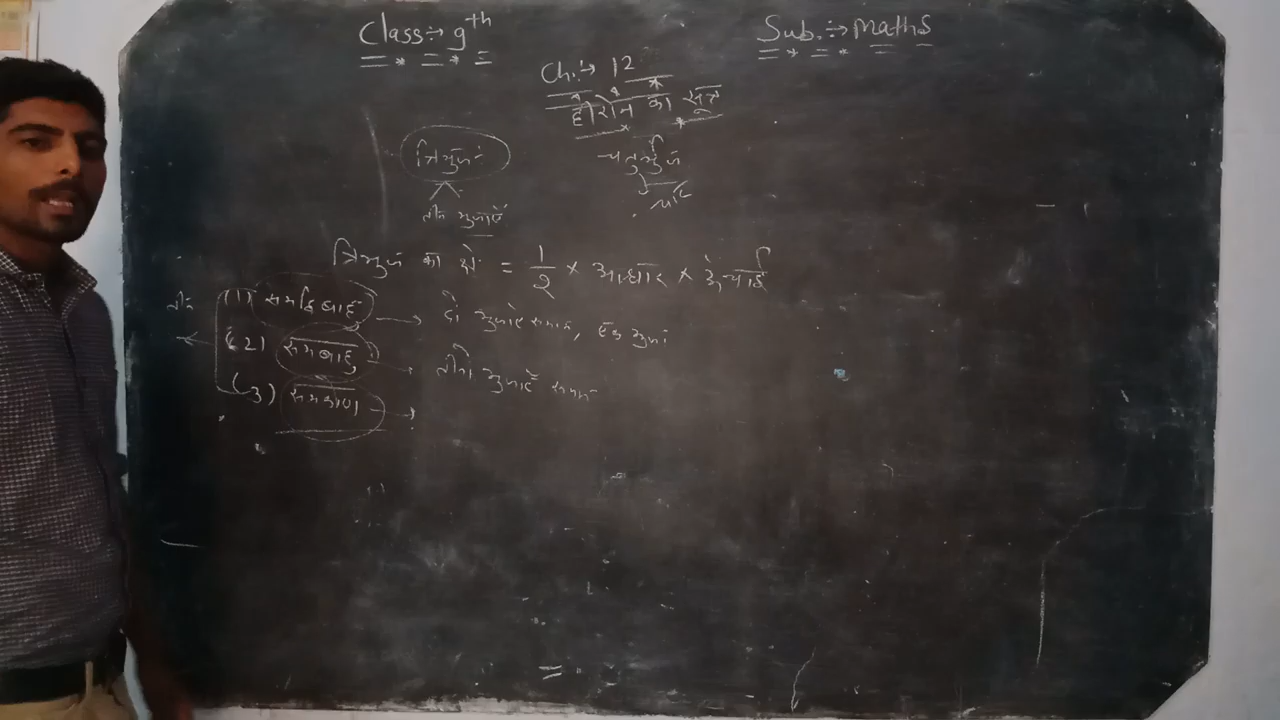 Class:- 9th
Sub.:- Maths
Ch.:- 12
हीरोन का सूत्र
त्रिभुज:-
चतुर्भुज
तीन भुजाएँ
चार
त्रिभुज का क्षे० = 1/2 × आधार × ऊँचाई
तीन
(1) समद्विबाहु → दो भुजाएँ समान, एक भुजा
(2) समबाहु → तीनों भुजाएँ समान
(3) समकोण →